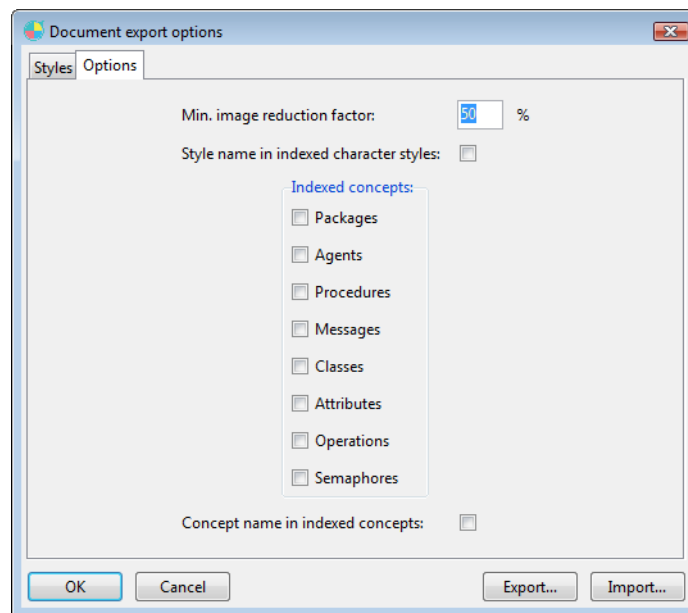 Document export options
Styles Options
Min. image reduction factor: 50 %
Style name in indexed character styles:
Indexed concepts:
Packages
Agents
Procedures
Messages
Classes
Attributes
Operations
Semaphores
Concept name in indexed concepts:
OK Cancel Export... Import...